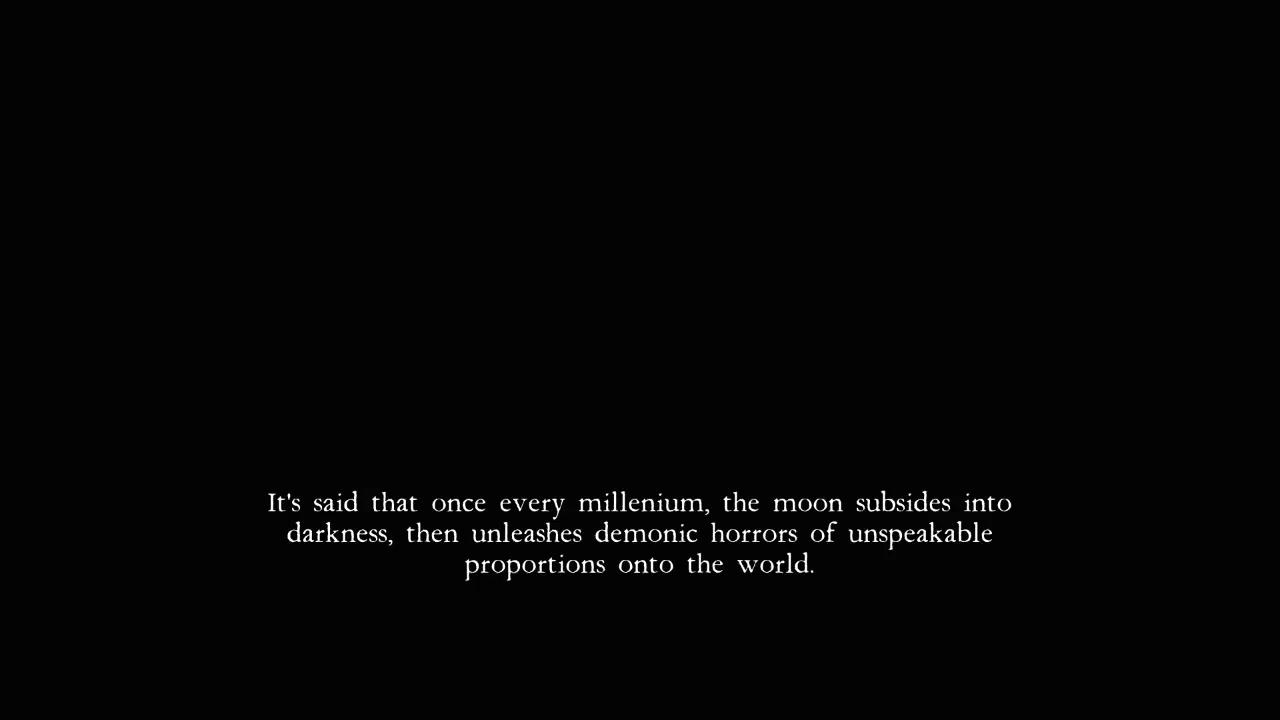 It's said that once every millenium, the moon subsides into
darkness, then unleashes demonic horrors of unspeakable
proportions onto the world.